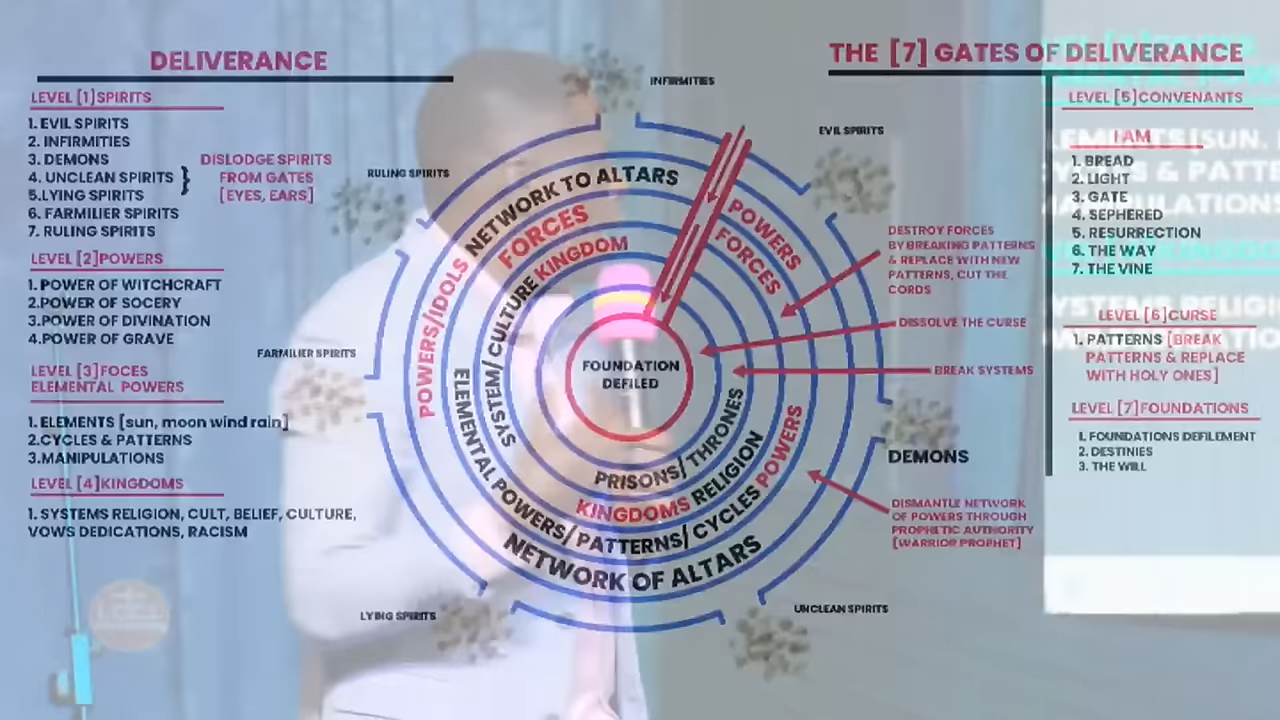 DELIVERANCE
LEVEL [1]SPIRITS
1. EVIL SPIRITS
2. INFIRMITIES
3. DEMONS
4. UNCLEAN SPIRITS
5.LYING SPIRITS
6. FARMILIER SPIRITS
7. RULING SPIRITS
DISLODGE SPIRITS
FROM GATES
[EYES, EARS]
LEVEL [2]POWERS
1.POWER OF WITCHCRAFT
2.POWER OF SOCERY
3.POWER OF DIVINATION
4.POWER OF GRAVE
LEVEL [3]FOCES
ELEMENTAL POWERS
1. ELEMENTS [sun, moon wind rain]
2.CYCLES & PATTERNS
3.MANIPULATIONS
LEVEL [4]KINGDOMS
1. SYSTEMS RELIGION, CULT, BELIEF, CULTURE,
VOWS DEDICATIONS, RACISM
INFIRMITIES
EVIL SPIRITS
RULING SPIRITS
FARMILIER SPIRITS
LYING SPIRITS
UNCLEAN SPIRITS
DEMONS
POWERS/IDOLS NETWORK TO ALTARS
FORCES
SYSTEM/ CULTURE KINGDOM
POWERS
FORCES
FOUNDATION
DEFILED
PRISONS/ THRONES
KINGDOMS RELIGION
ELEMENTAL POWERS/ PATTERNS/ CYCLES POWERS
NETWORK OF ALTARS
DESTROY FORCES
BY BREAKING PATTERNS
& REPLACE WITH NEW
PATTERNS, CUT THE
CORDS
DISSOLVE THE CURSE
BREAK SYSTEMS
DISMANTLE NETWORK
OF POWERS THROUGH
PROPHETIC AUTHORITY
[WARRIOR PROPHET]
THE [7] GATES OF DELIVERANCE
LEVEL [5]CONVENANTS
I AM
1. BREAD
2. LIGHT
3. GATE
4. SEPHERED
5. RESURRECTION
6. THE WAY
7. THE VINE
LEVEL [6]CURSE
1. PATTERNS [BREAK
PATTERNS & REPLACE
WITH HOLY ONES]
LEVEL [7]FOUNDATIONS
1. FOUNDATIONS DEFILEMENT
2. DESTINIES
3. THE WILL